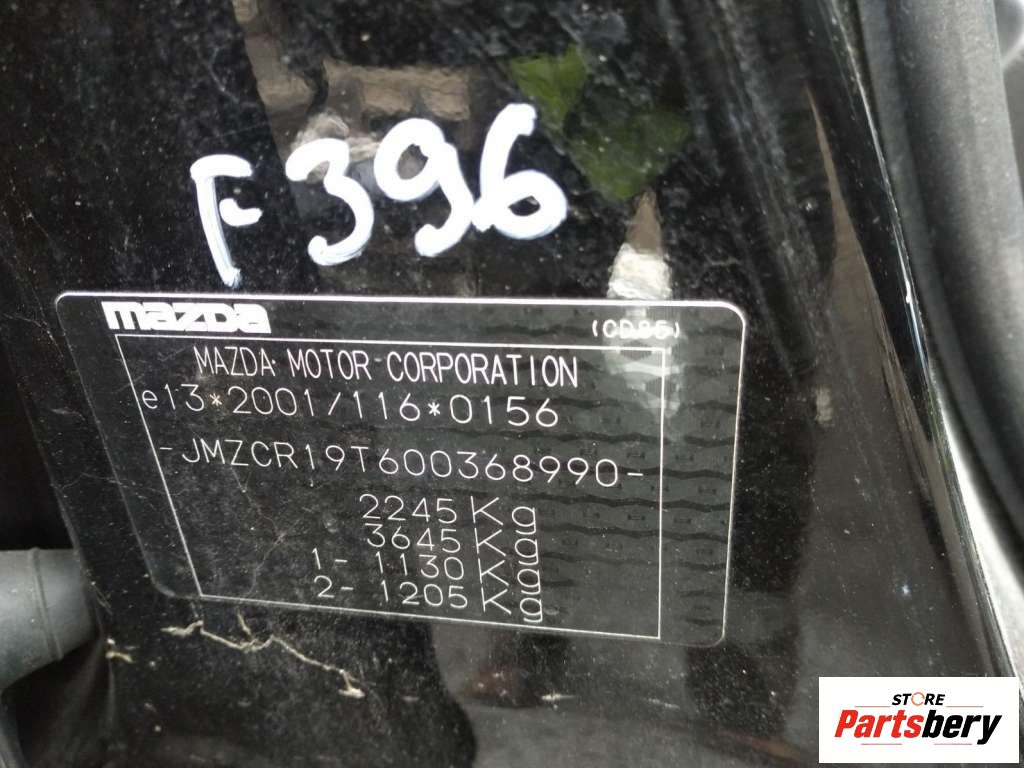 F396
mazda
(CD85)
MAZDA MOTOR CORPORATION
e13*2001/116*0156
-JMZCR19T600368990-
2245 Kg
3645 Kg
1- 1130 Kg
2- 1205 Kg
STORE
Partsbery